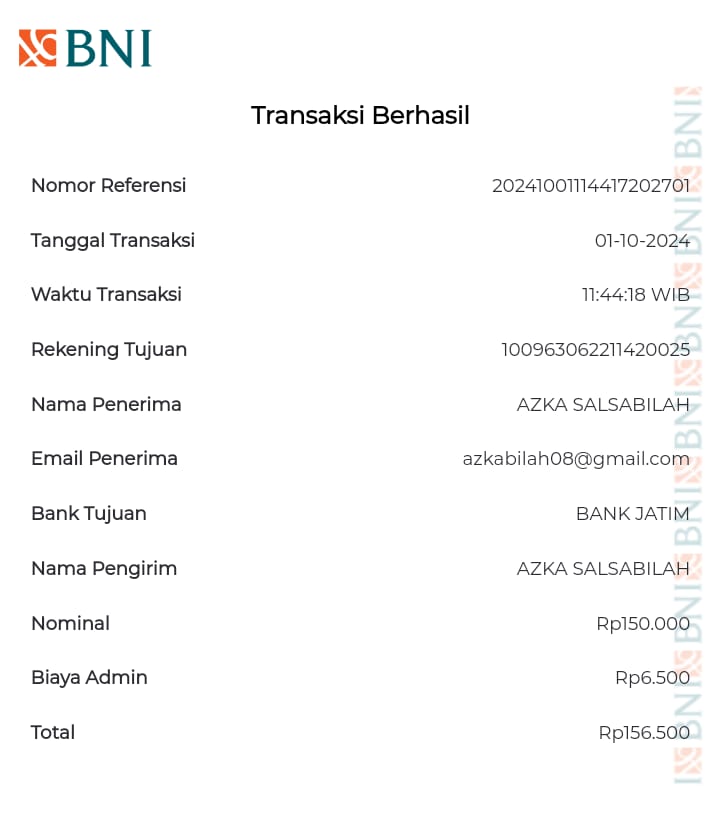 BNI
Transaksi Berhasil
Nomor Referensi 20241001114417202701
Tanggal Transaksi 01-10-2024
Waktu Transaksi 11:44:18 WIB
Rekening Tujuan 100963062211420025
Nama Penerima AZKA SALSABILAH
Email Penerima azkabilah08@gmail.com
Bank Tujuan BANK JATIM
Nama Pengirim AZKA SALSABILAH
Nominal Rp150.000
Biaya Admin Rp6.500
Total Rp156.500
BNI BNI BNI BNI BNI BNI BNI